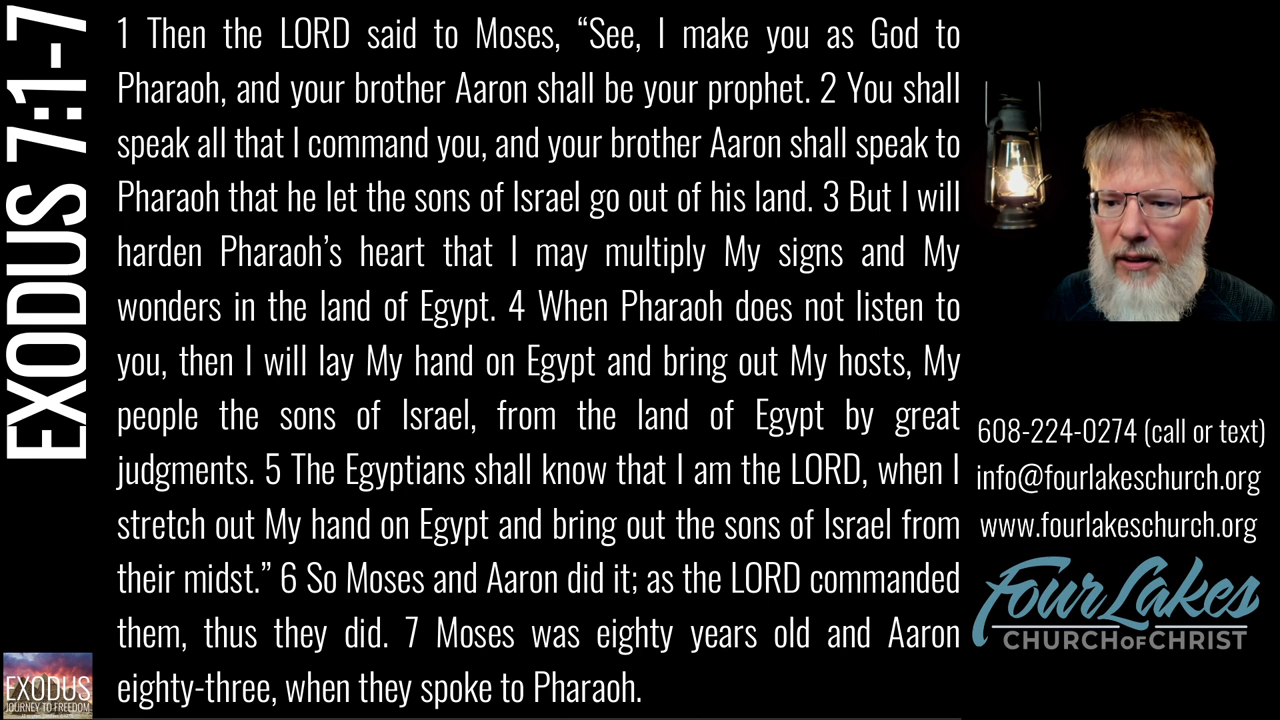 EXODUS 7:1-7
1 Then the LORD said to Moses, “See, I make you as God to
Pharaoh, and your brother Aaron shall be your prophet. 2 You shall
speak all that I command you, and your brother Aaron shall speak to
Pharaoh that he let the sons of Israel go out of his land. 3 But I will
harden Pharaoh’s heart that I may multiply My signs and My
wonders in the land of Egypt. 4 When Pharaoh does not listen to
you, then I will lay My hand on Egypt and bring out My hosts, My
people the sons of Israel, from the land of Egypt by great
judgments. 5 The Egyptians shall know that I am the LORD, when I
stretch out My hand on Egypt and bring out the sons of Israel from
their midst.” 6 So Moses and Aaron did it; as the LORD commanded
them, thus they did. 7 Moses was eighty years old and Aaron
eighty-three, when they spoke to Pharaoh.
608-224-0274 (call or text)
info@fourlakeschurch.org
www.fourlakeschurch.org
Four Lakes
CHURCH OF CHRIST
EXODUS
JOURNEY TO FREEDOM